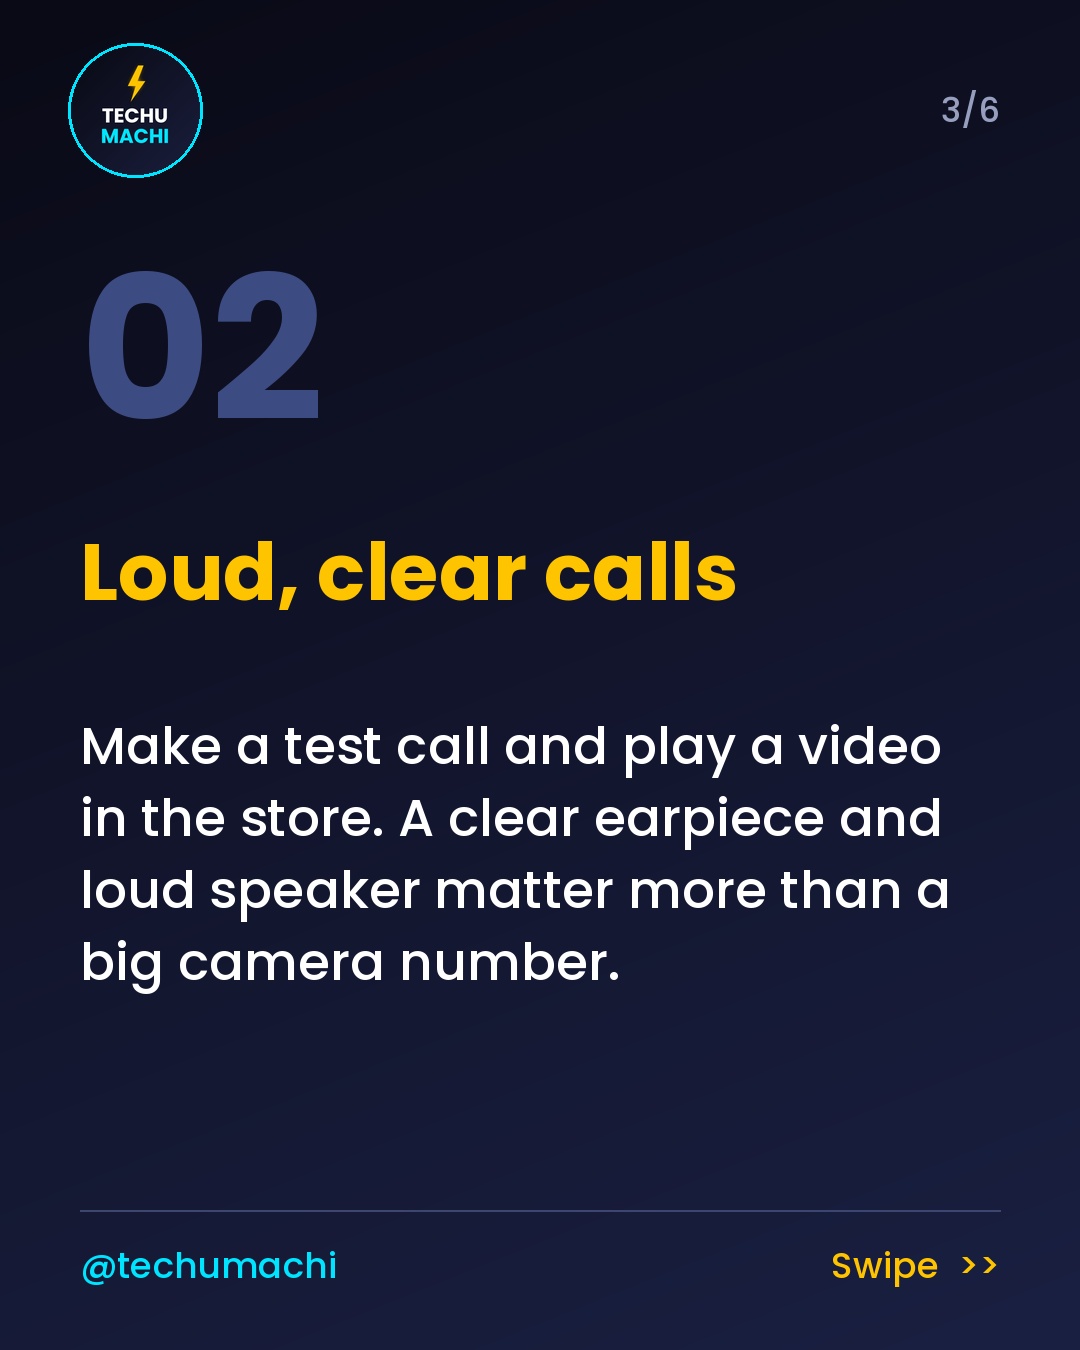 TECHU
MACHI
3/6
02
Loud, clear calls
Make a test call and play a video
in the store. A clear earpiece and
loud speaker matter more than a
big camera number.
@techumachi
Swipe >>